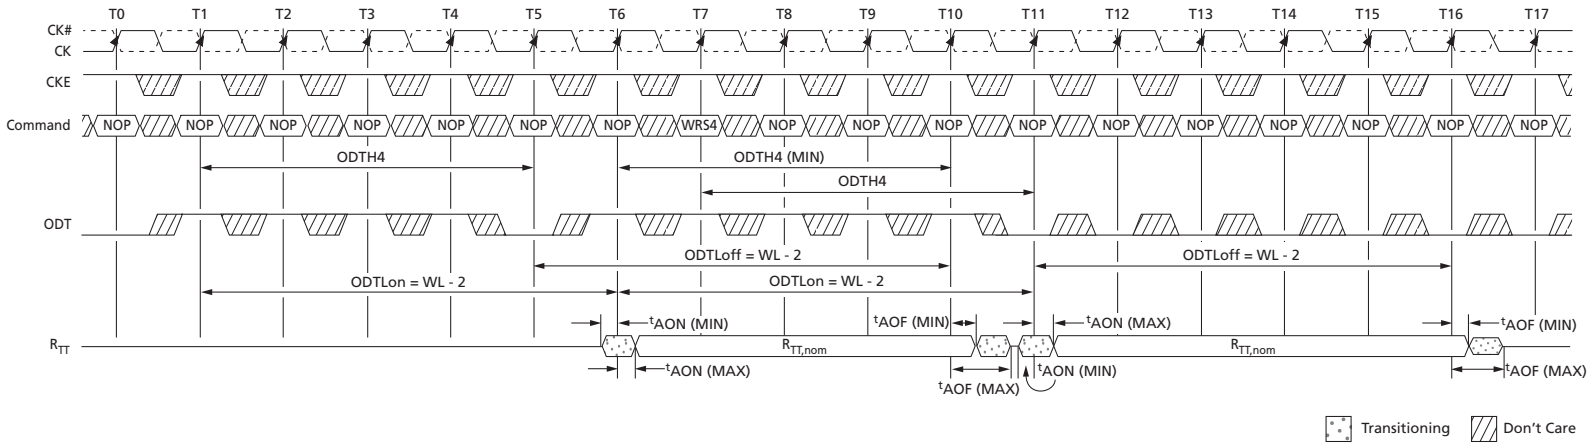 T0 T1 T2 T3 T4 T5 T6 T7 T8 T9 T10 T11 T12 T13 T14 T15 T16 T17
CK#
CK
CKE
Command NOP NOP NOP NOP NOP NOP NOP WRS4 NOP NOP NOP NOP NOP NOP NOP NOP NOP NOP
ODTH4 ODTH4 (MIN)
ODTH4
ODT
ODTLoff = WL - 2 ODTLoff = WL - 2
ODTLon = WL - 2 ODTLon = WL - 2
tAON (MIN) tAOF (MIN) tAON (MAX) tAOF (MIN)
RTT RTT,nom RTT,nom
tAON (MAX) tAON (MIN) tAOF (MAX)
tAOF (MAX)
Transitioning Don't Care